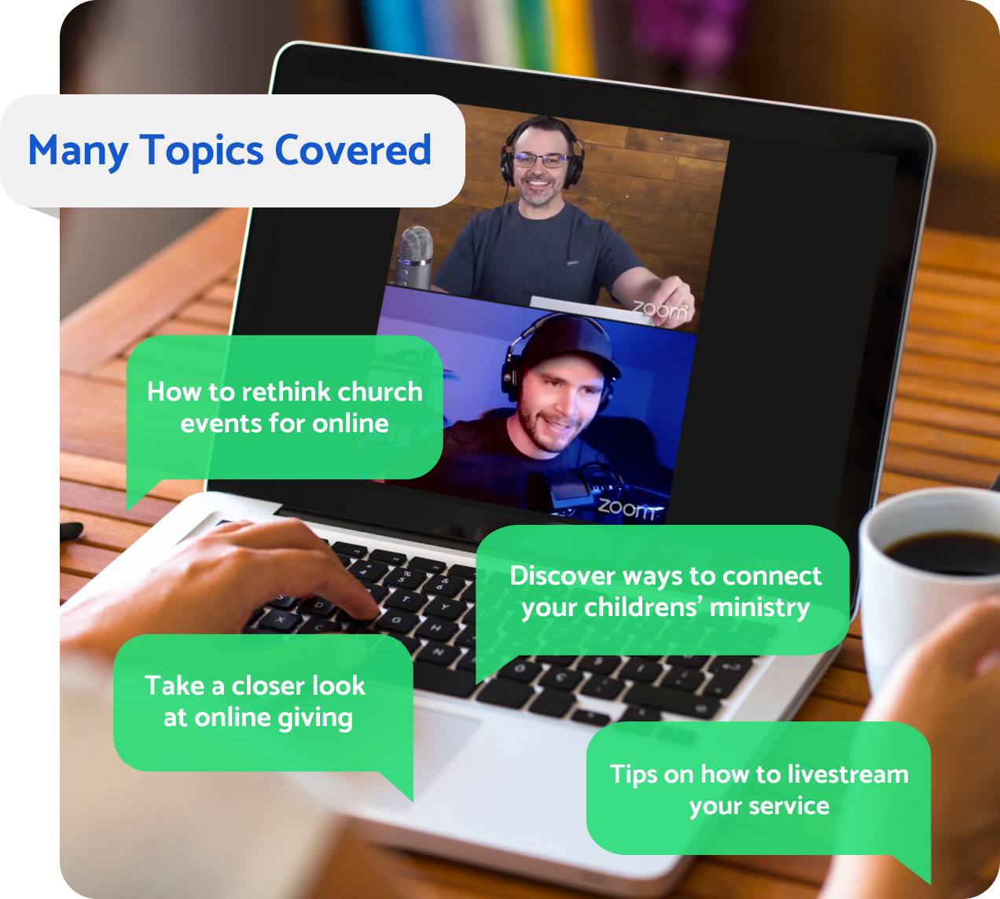 Many Topics Covered
zoom
How to rethink church
events for online
zoom
Discover ways to connect
your childrens’ ministry
Take a closer look
at online giving
Tips on how to livestream
your service